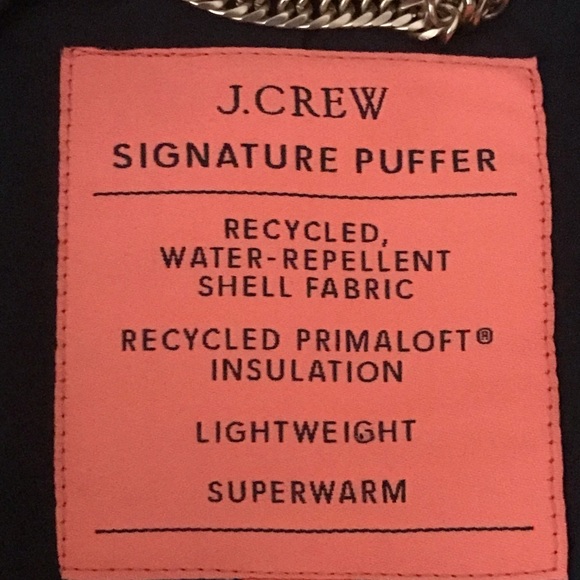 J.CREW
SIGNATURE PUFFER
RECYCLED,
WATER-REPELLENT
SHELL FABRIC
RECYCLED PRIMALOFT®
INSULATION
LIGHTWEIGHT
SUPERWARM